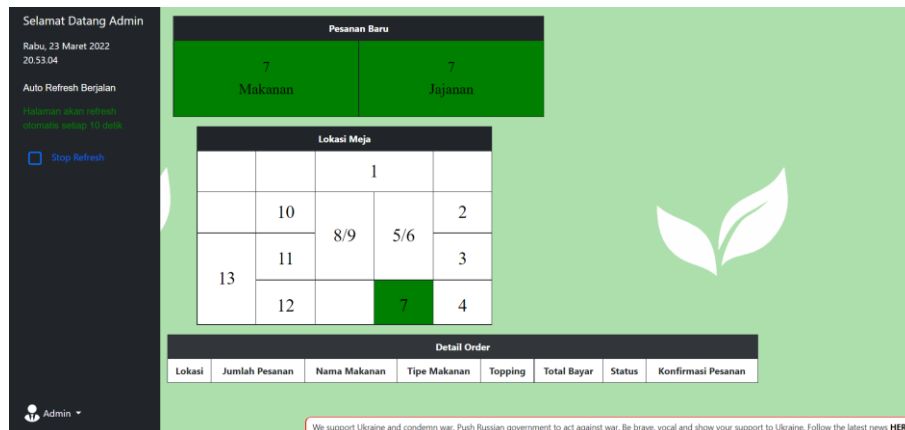 Selamat Datang Admin
Rabu, 23 Maret 2022
20.53.04
Auto Refresh Berjalan
Halaman akan refresh
otomatis setiap 10 detik
Stop Refresh
Admin
Pesanan Baru
7 7
Makanan Jajanan
Lokasi Meja
1
10 2
8/9 5/6
11 3
13
12 7 4
Detail Order
Lokasi Jumlah Pesanan Nama Makanan Tipe Makanan Topping Total Bayar Status Konfirmasi Pesanan
We support Ukraine and condemn war. Push Russian government to act against war. Be brave, vocal and show your support to Ukraine. Follow the latest news HER